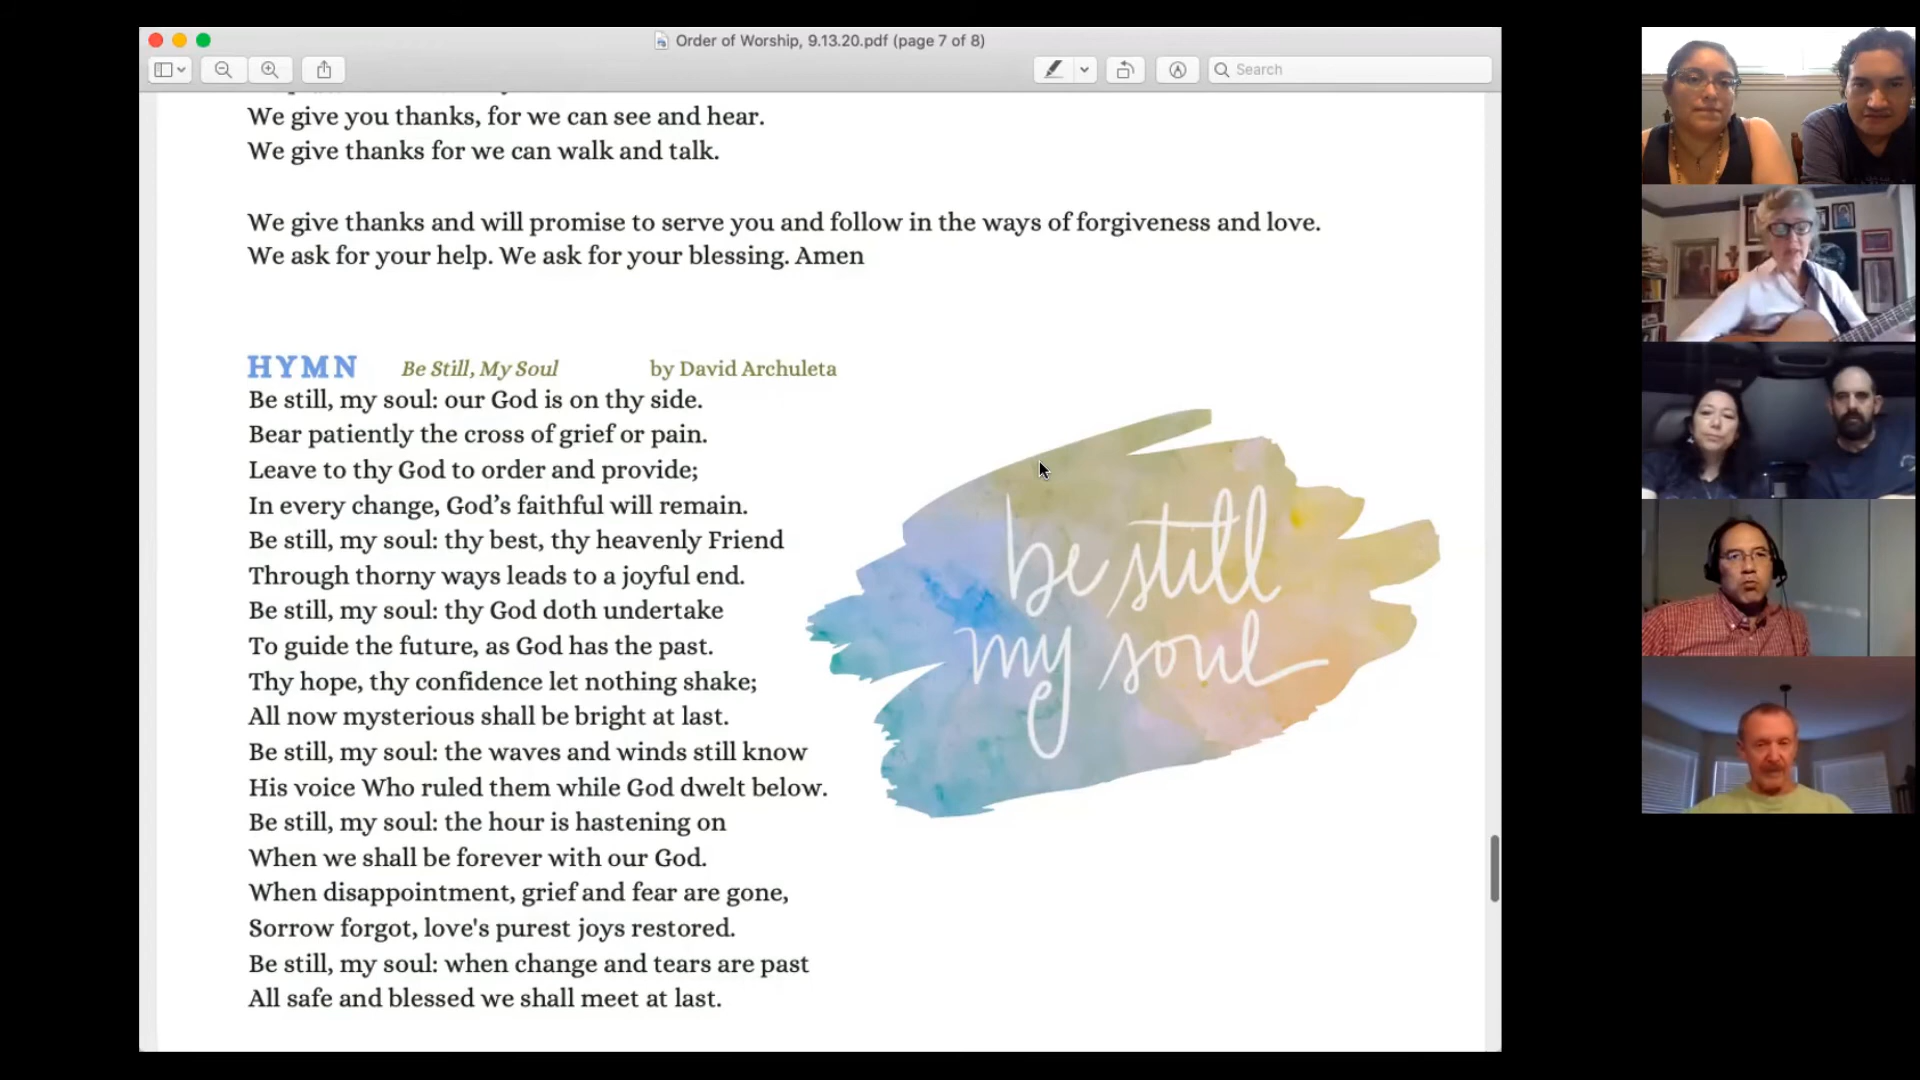 Order of Worship, 9.13.20.pdf (page 7 of 8)
Search
We give you thanks, for we can see and hear.
We give thanks for we can walk and talk.
We give thanks and will promise to serve you and follow in the ways of forgiveness and love.
We ask for your help. We ask for your blessing. Amen
HYMN Be Still, My Soul by David Archuleta
Be still, my soul: our God is on thy side.
Bear patiently the cross of grief or pain.
Leave to thy God to order and provide;
In every change, God’s faithful will remain.
Be still, my soul: thy best, thy heavenly Friend
Through thorny ways leads to a joyful end.
Be still, my soul: thy God doth undertake
To guide the future, as God has the past.
Thy hope, thy confidence let nothing shake;
All now mysterious shall be bright at last.
Be still, my soul: the waves and winds still know
His voice Who ruled them while God dwelt below.
Be still, my soul: the hour is hastening on
When we shall be forever with our God.
When disappointment, grief and fear are gone,
Sorrow forgot, love's purest joys restored.
Be still, my soul: when change and tears are past
All safe and blessed we shall meet at last.
be still
my soul